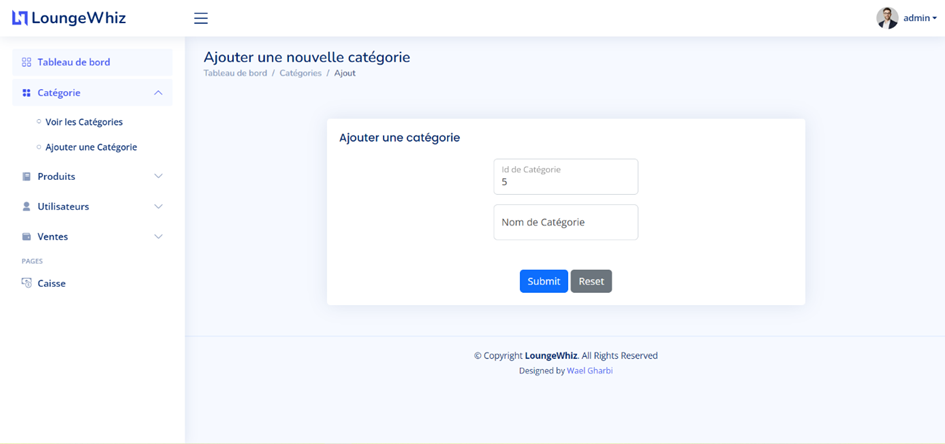 LoungeWhiz
admin
Tableau de bord
Catégorie
Voir les Catégories
Ajouter une Catégorie
Produits
Utilisateurs
Ventes
PAGES
Caisse
Ajouter une nouvelle catégorie
Tableau de bord / Catégories / Ajout
Ajouter une catégorie
Id de Catégorie
5
Nom de Catégorie
Submit Reset
© Copyright LoungeWhiz. All Rights Reserved
Designed by Wael Gharbi